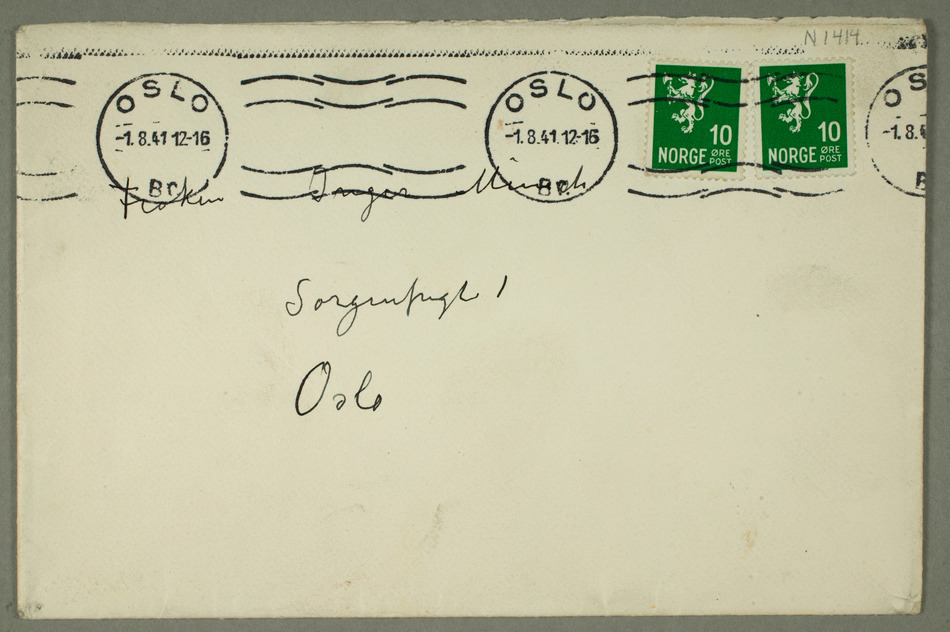 N 1414
OSLO
-1.8.41.12-16
Br.
OSLO
-1.8.41.12-16
Br.
10
NORGE ØRE POST
10
NORGE ØRE POST
OS
-1.8.
Frøken Inger Munch
Sorgenfrigt 1
Oslo